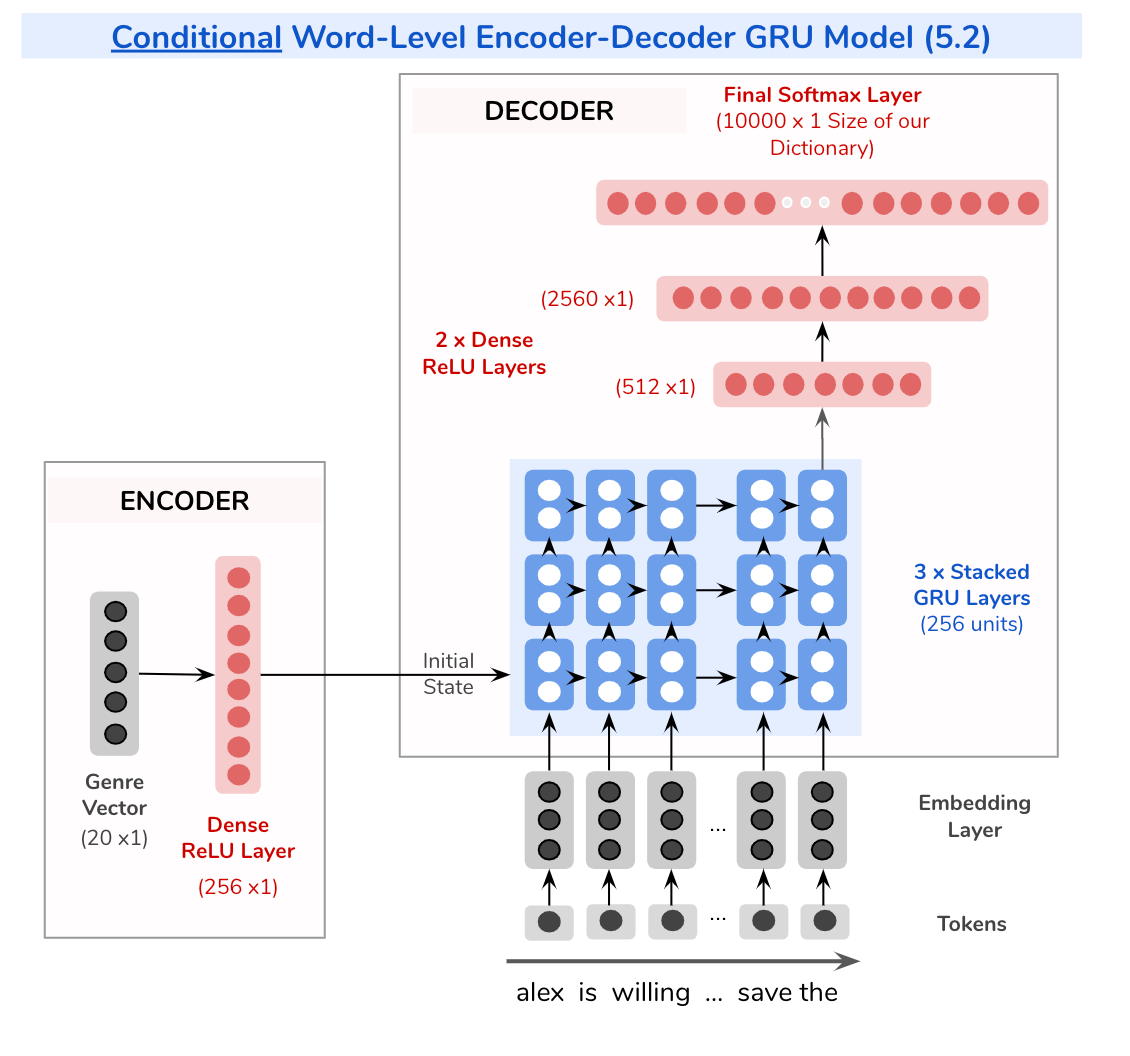 Conditional Word-Level Encoder-Decoder GRU Model (5.2)
DECODER
Final Softmax Layer
(10000 x 1 Size of our
Dictionary)
(2560 x1)
2 x Dense
ReLU Layers
(512 x1)
ENCODER
3 x Stacked
GRU Layers
(256 units)
Initial
State
Genre
Vector
(20 x1)
Dense
ReLU Layer
(256 x1)
Embedding
Layer
...
Tokens
...
alex is willing ... save the